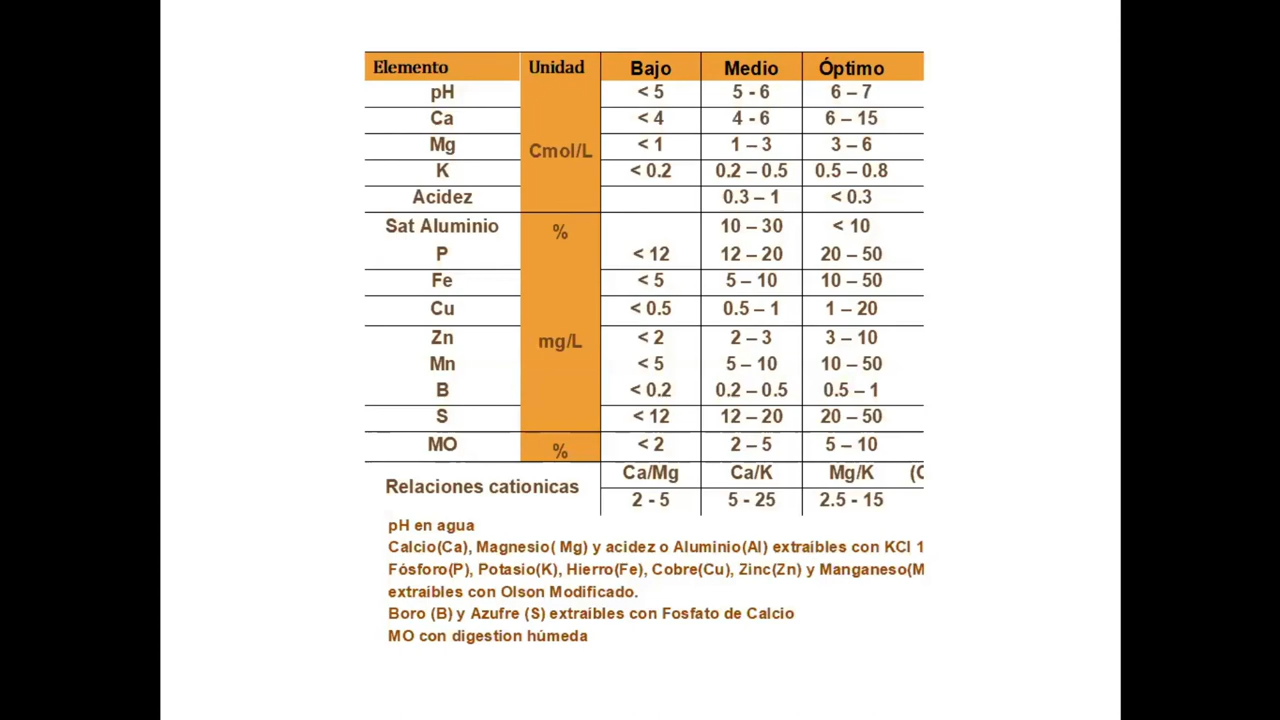 Elemento Unidad Bajo Medio Óptimo
pH < 5 5 - 6 6 – 7
Ca < 4 4 - 6 6 – 15
Mg Cmol/L < 1 1 – 3 3 – 6
K < 0.2 0.2 – 0.5 0.5 – 0.8
Acidez 0.3 – 1 < 0.3
Sat Aluminio % 10 – 30 < 10
P < 12 12 – 20 20 – 50
Fe < 5 5 – 10 10 – 50
Cu < 0.5 0.5 – 1 1 – 20
Zn mg/L < 2 2 – 3 3 – 10
Mn < 5 5 – 10 10 – 50
B < 0.2 0.2 – 0.5 0.5 – 1
S < 12 12 – 20 20 – 50
MO % < 2 2 – 5 5 – 10
Relaciones cationicas Ca/Mg Ca/K Mg/K
2 - 5 5 - 25 2.5 - 15
pH en agua
Calcio(Ca), Magnesio( Mg) y acidez o Aluminio(Al) extraíbles con KCl 1
Fósforo(P), Potasio(K), Hierro(Fe), Cobre(Cu), Zinc(Zn) y Manganeso(M
extraíbles con Olson Modificado.
Boro (B) y Azufre (S) extraíbles con Fosfato de Calcio
MO con digestion húmeda